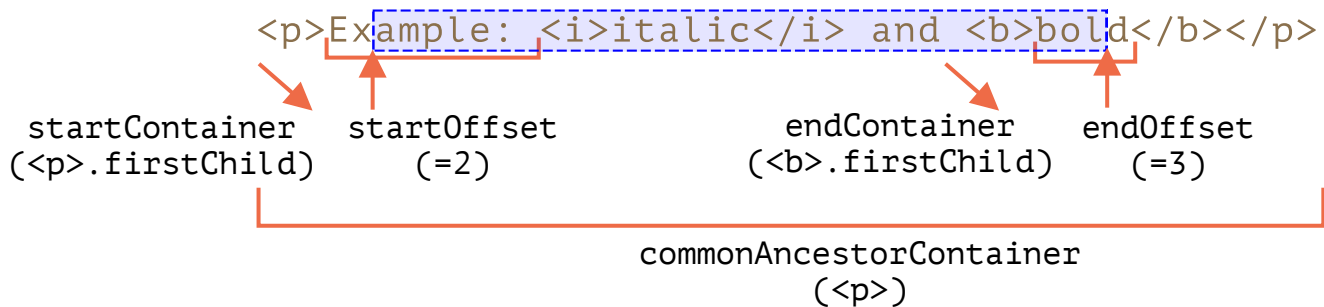 <p>Example: <i>italic</i> and <b>bold</b></p>
startContainer startOffset endContainer endOffset
(<p>.firstChild) (=2) (<b>.firstChild) (=3)
commonAncestorContainer
(<p>)